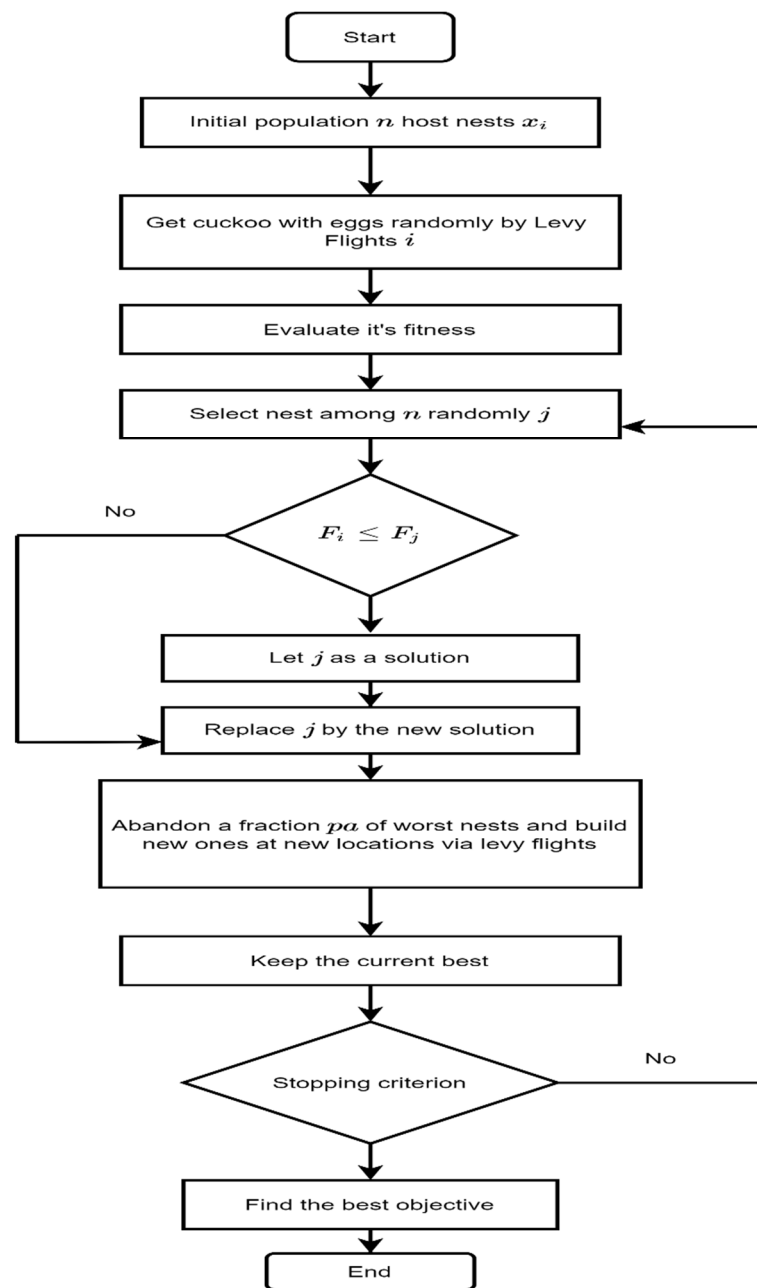 Start
Initial population n host nests xᵢ
Get cuckoo with eggs randomly by Levy
Flights i
Evaluate it's fitness
Select nest among n randomly j
No
Fᵢ ≤ Fⱼ
Let j as a solution
Replace j by the new solution
Abandon a fraction pa of worst nests and build
new ones at new locations via levy flights
Keep the current best
No
Stopping criterion
Find the best objective
End